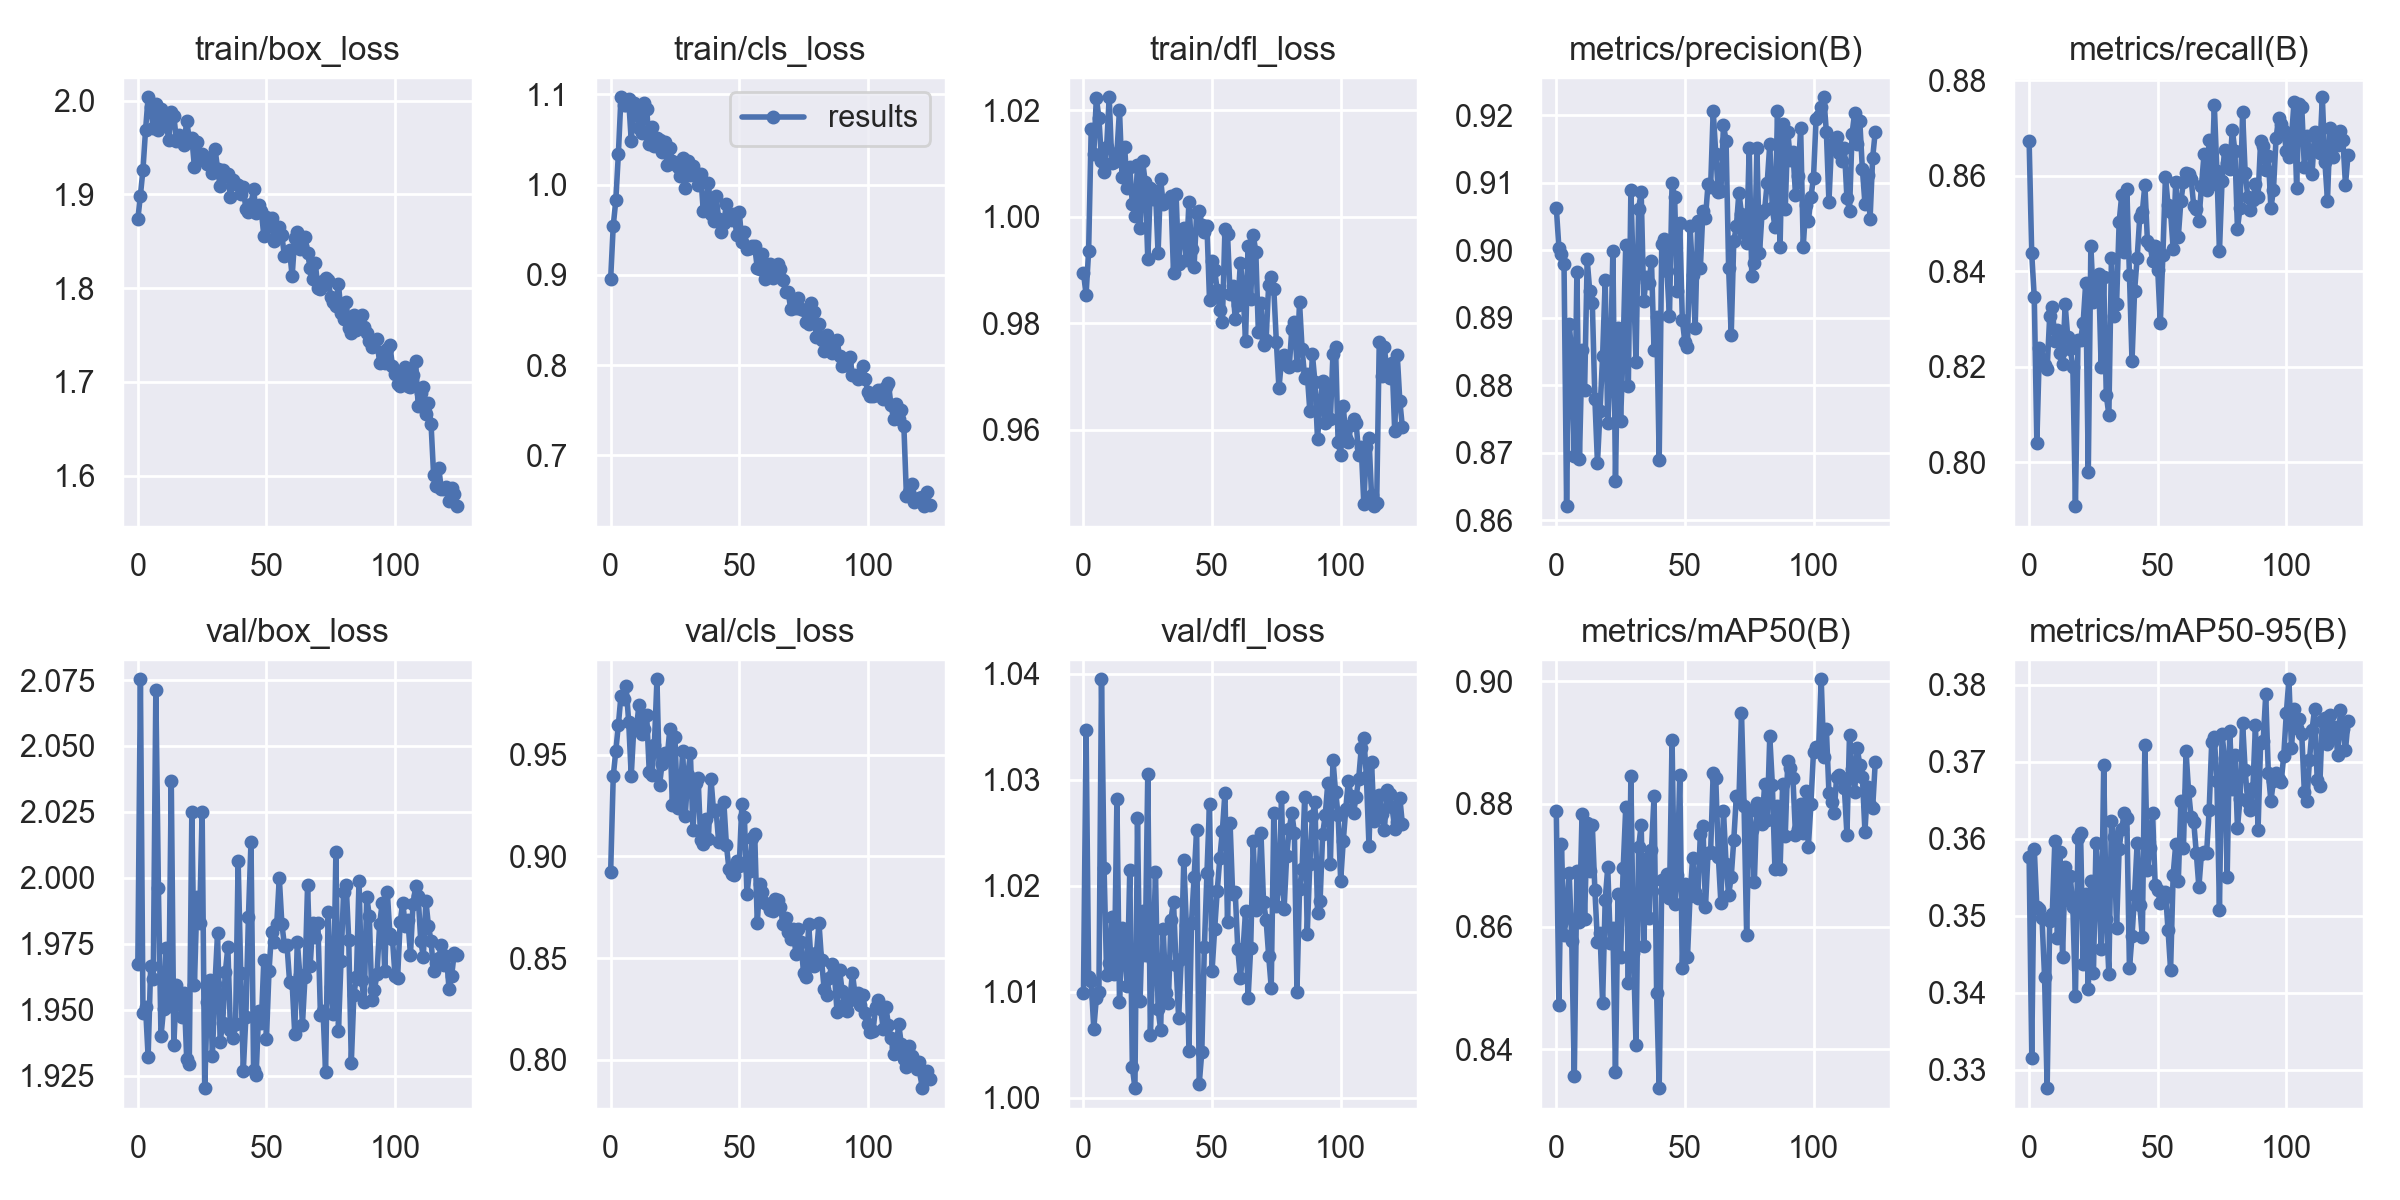 train/box_loss
2.0
1.9
1.8
1.7
1.6
0 50 100
train/cls_loss
results
1.1
1.0
0.9
0.8
0.7
0 50 100
train/dfl_loss
1.02
1.00
0.98
0.96
0 50 100
metrics/precision(B)
0.92
0.91
0.90
0.89
0.88
0.87
0.86
0 50 100
metrics/recall(B)
0.88
0.86
0.84
0.82
0.80
0 50 100
val/box_loss
2.075
2.050
2.025
2.000
1.975
1.950
1.925
0 50 100
val/cls_loss
0.95
0.90
0.85
0.80
0 50 100
val/dfl_loss
1.04
1.03
1.02
1.01
1.00
0 50 100
metrics/mAP50(B)
0.90
0.88
0.86
0.84
0 50 100
metrics/mAP50-95(B)
0.38
0.37
0.36
0.35
0.34
0.33
0 50 100